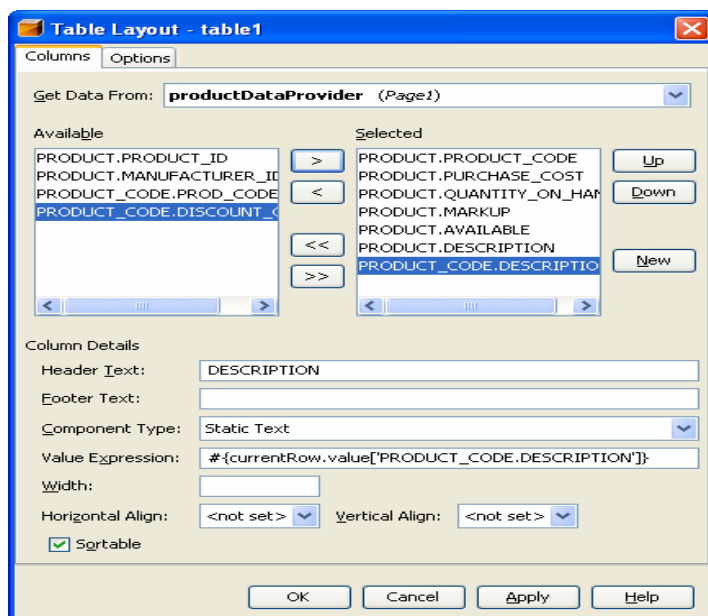 Table Layout - table1
Columns Options
Get Data From: productDataProvider (Page1)
Available
Selected
PRODUCT.PRODUCT_ID
PRODUCT.MANUFACTURER_ID
PRODUCT_CODE.PROD_CODE
PRODUCT_CODE.DISCOUNT_C
>
<
<<
>>
PRODUCT.PRODUCT_CODE
PRODUCT.PURCHASE_COST
PRODUCT.QUANTITY_ON_HAN
PRODUCT.MARKUP
PRODUCT.AVAILABLE
PRODUCT.DESCRIPTION
PRODUCT_CODE.DESCRIPTIO
Up
Down
New
Column Details
Header Text: DESCRIPTION
Footer Text:
Component Type: Static Text
Value Expression: #{currentRow.value['PRODUCT_CODE.DESCRIPTION']}
Width:
Horizontal Align: <not set> Vertical Align: <not set>
Sortable
OK Cancel Apply Help